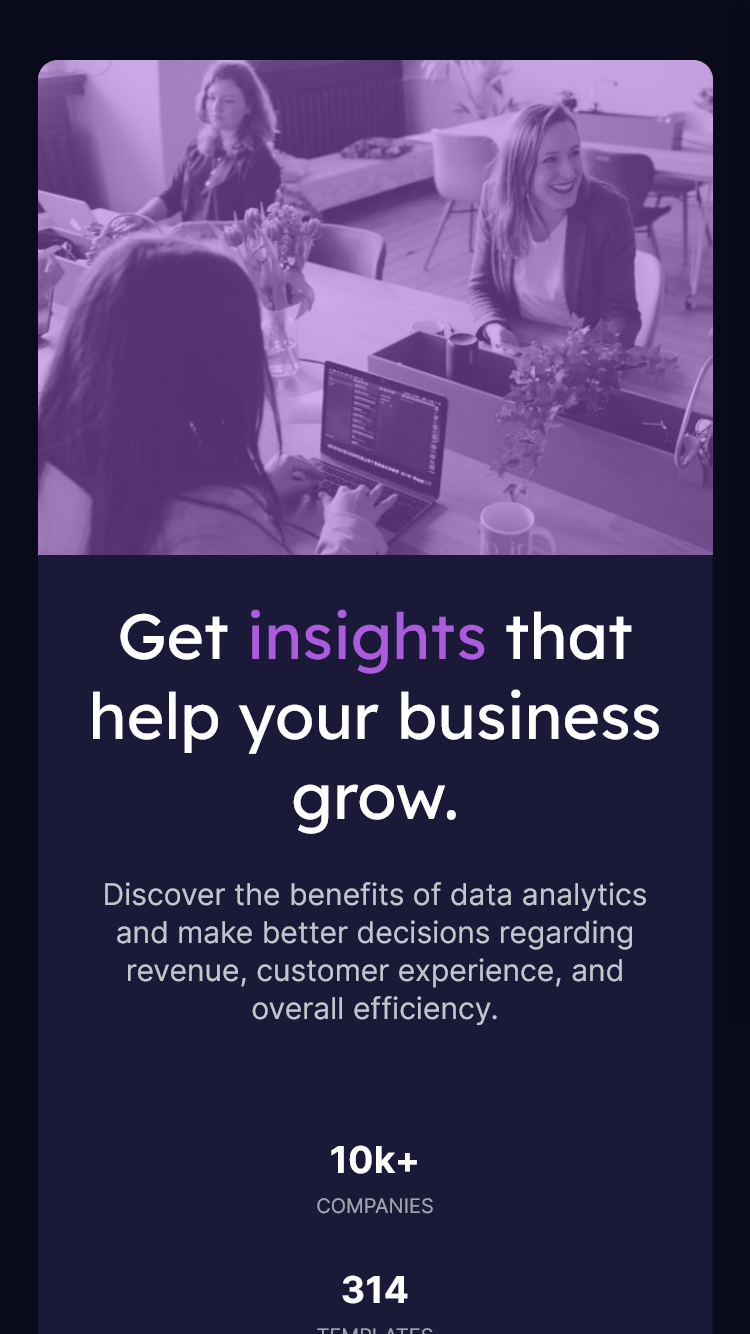 Get insights that
help your business
grow.
Discover the benefits of data analytics
and make better decisions regarding
revenue, customer experience, and
overall efficiency.
10k+
COMPANIES
314
TEMPLATES